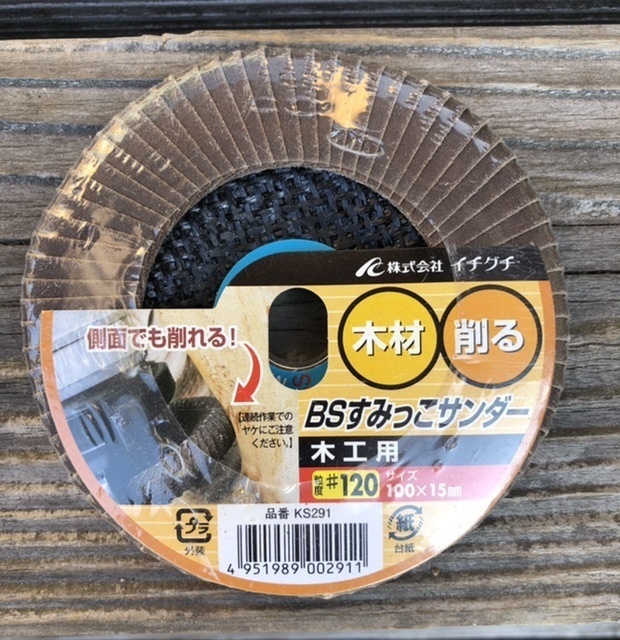 株式会社 イチグチ
側面でも削れる!
木材
削る
【連続作業での
ヤケにご注意
ください。】
BSすみっこサンダー
木工用
粒度 #120
サイズ
100×15㎜
品番 KS291
プラ
外装
4 951989 002911
紙
台紙